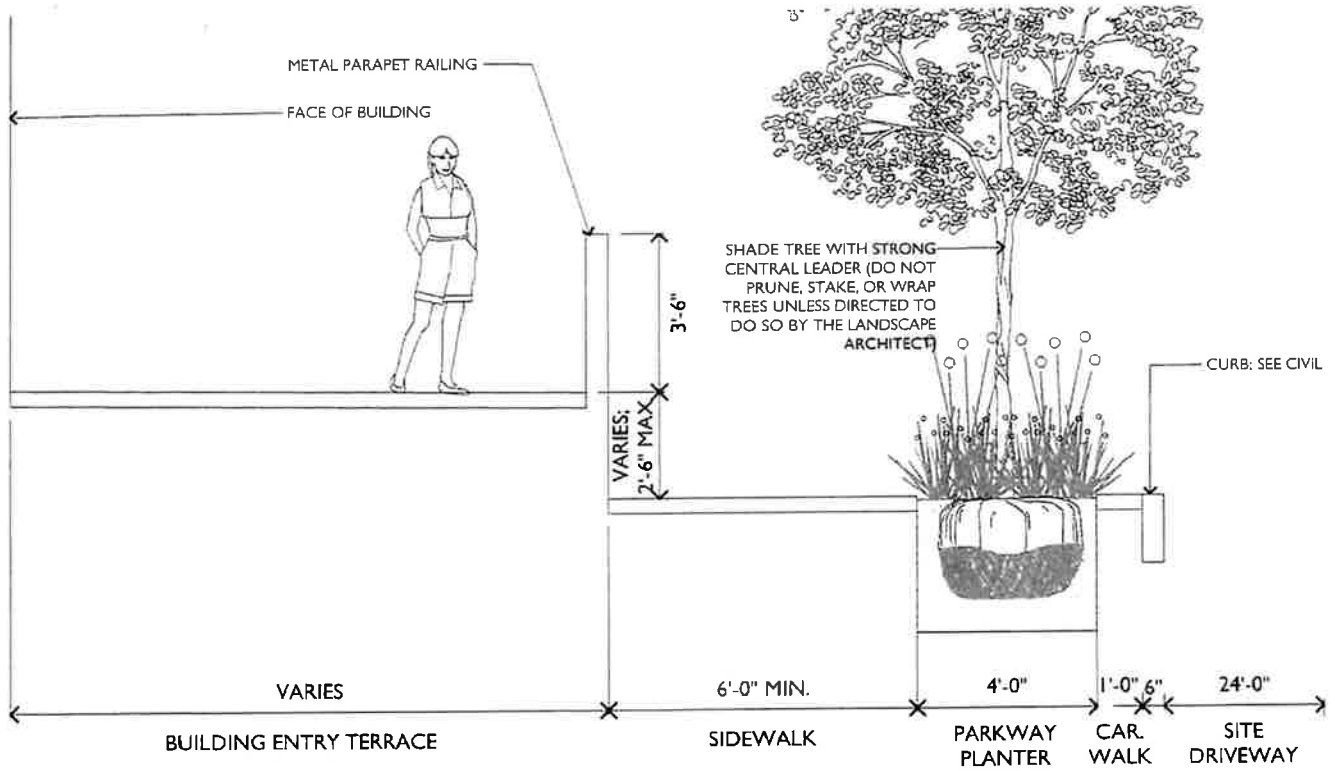 METAL PARAPET RAILING
FACE OF BUILDING
SHADE TREE WITH STRONG
CENTRAL LEADER (DO NOT
PRUNE, STAKE, OR WRAP
TREES UNLESS DIRECTED TO
DO SO BY THE LANDSCAPE
ARCHITECT)
3'-6"
CURB: SEE CIVIL
VARIES;
2'-6" MAX
VARIES
6'-0" MIN.
4'-0"
1'-0"
6"
24'-0"
BUILDING ENTRY TERRACE
SIDEWALK
PARKWAY
PLANTER
CAR.
WALK
SITE
DRIVEWAY